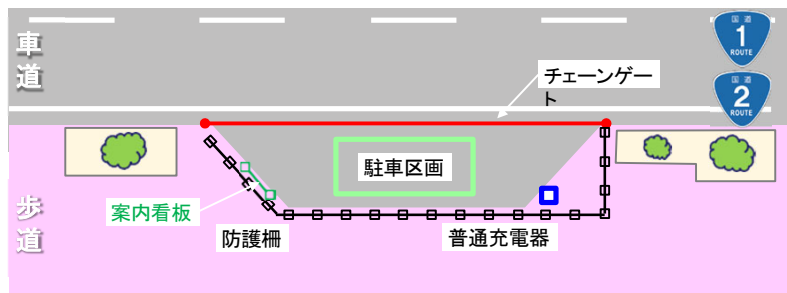 車道
国道
1
ROUTE
国道
2
ROUTE
チェーンゲー
ト
駐車区画
歩道
案内看板
防護柵
普通充電器